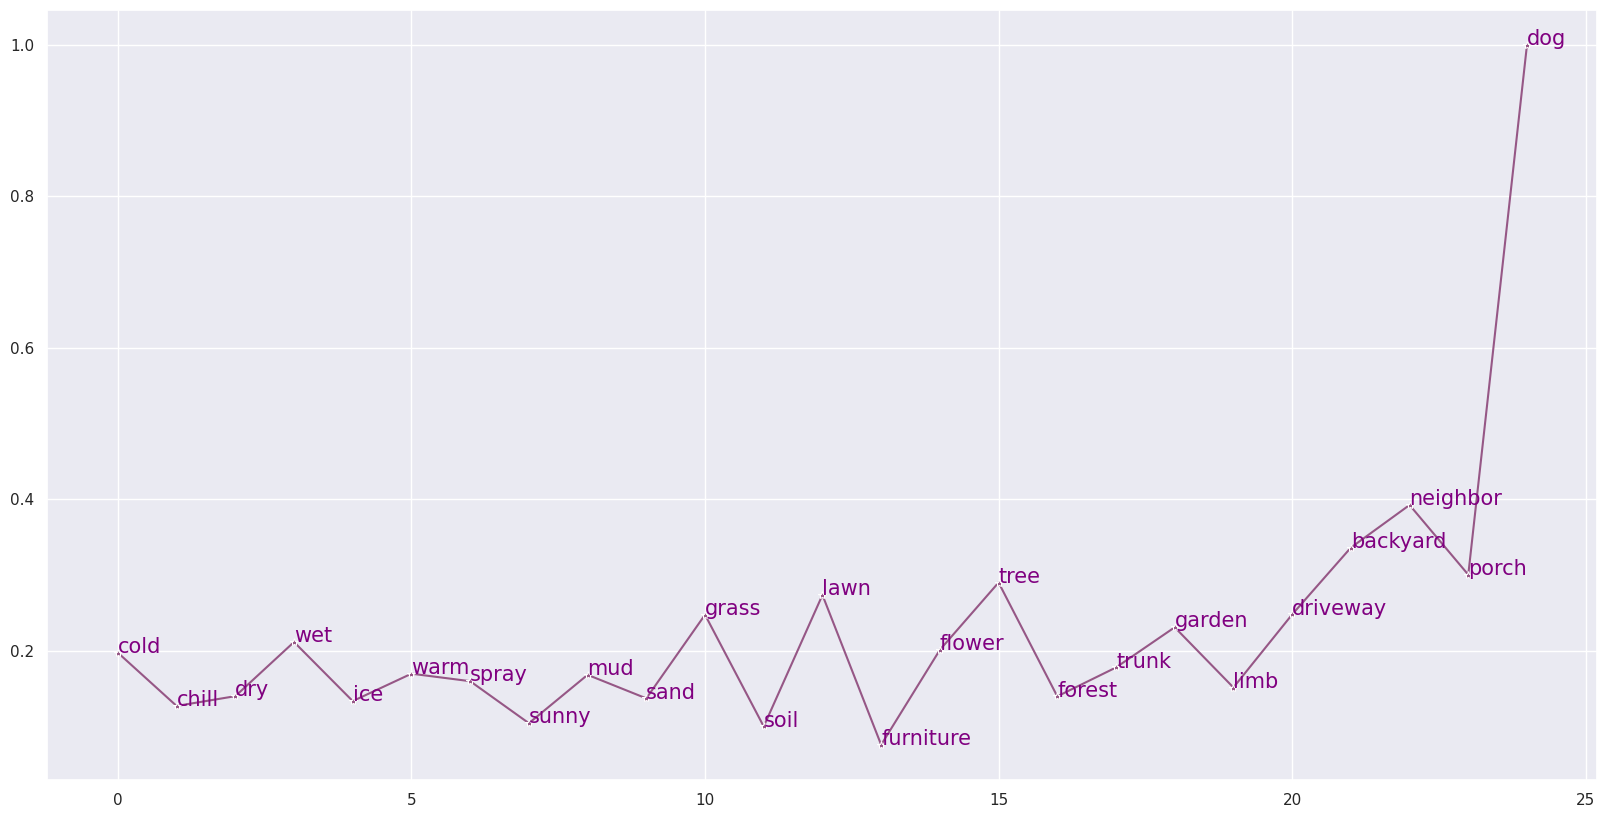 1.0
0.8
0.6
0.4
0.2
0
5
10
15
20
25
cold
chill
dry
wet
ice
warm
spray
sunny
mud
sand
grass
soil
lawn
furniture
flower
tree
forest
trunk
garden
limb
driveway
backyard
neighbor
porch
dog